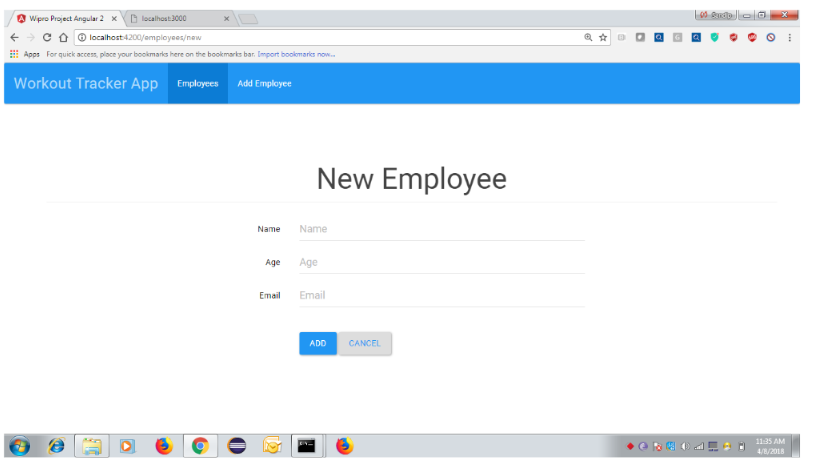 Wipro Project Angular 2
localhost:3000
localhost:4200/employees/new
Apps For quick access, place your bookmarks here on the bookmarks bar. Import bookmarks now...
Workout Tracker App Employees Add Employee
New Employee
Name Name
Age Age
Email Email
ADD CANCEL
11:35 AM
4/8/2018